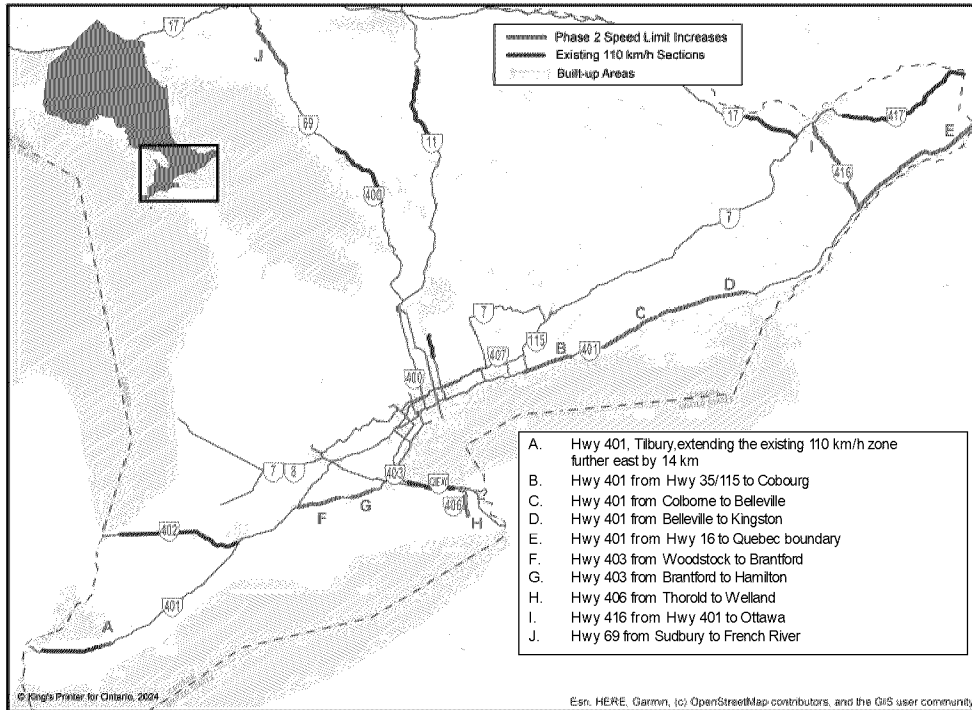 17
J
Phase 2 Speed Limit Increases
Existing 110 km/h Sections
Built-up Areas
69
11
17
417
E
I
400
416
7
D
7
C
115
407
B
401
400
7
8
403
QEW
406
G
F
H
402
401
A
A. Hwy 401, Tilbury,extending the existing 110 km/h zone
further east by 14 km
B. Hwy 401 from Hwy 35/115 to Cobourg
C. Hwy 401 from Colborne to Belleville
D. Hwy 401 from Belleville to Kingston
E. Hwy 401 from Hwy 16 to Quebec boundary
F. Hwy 403 from Woodstock to Brantford
G. Hwy 403 from Brantford to Hamilton
H. Hwy 406 from Thorold to Welland
I. Hwy 416 from Hwy 401 to Ottawa
J. Hwy 69 from Sudbury to French River
© King's Printer for Ontario, 2024
Esri, HERE, Garmin, (c) OpenStreetMap contributors, and the GIS user community